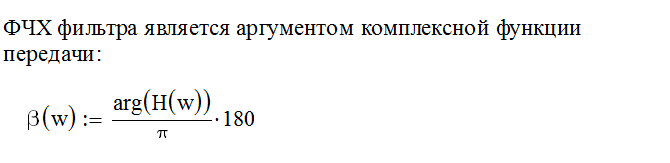 ФЧХ фильтра является аргументом комплексной функции
передачи:
β(w) := arg(H(w))/π · 180